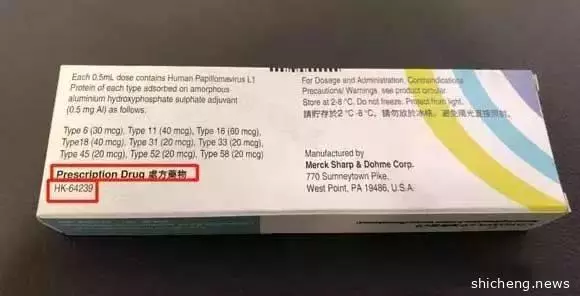 Each 0.5mL dose contains Human Papillomavirus L1
Protein of each type adsorbed on amorphous
aluminium hydroxyphosphate sulphate adjuvant
(0.5 mg Al) as follows.
Type 6 (30 mcg), Type 11 (40 mcg), Type 16 (60 mcg),
Type18 (40 mcg), Type 31 (20 mcg), Type 33 (20 mcg),
Type 45 (20 mcg), Type 52 (20 mcg), Type 58 (20 mcg)
Prescription Drug 處方藥物
HK-64239
For Dosage and Administration, Contraindications
Precautions/ Warnings, see product circular.
Store at 2-8 °C. Do not freeze. Protect from light.
請貯存於2 °C -8 °C, 請勿放於冰格, 避免陽光直接照射.
Manufactured by
Merck Sharp & Dohme Corp.
770 Sumneytown Pike.
West Point, PA 19486, U.S.A.
shicheng.news